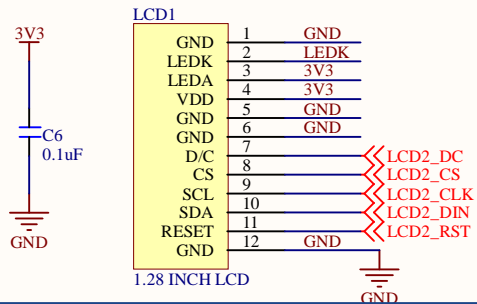 LCD1
3V3
C6
0.1uF
GND
GND 1 GND
LEDK 2 LEDK
LEDA 3 3V3
VDD 4 3V3
GND 5 GND
GND 6 GND
D/C 7 LCD2_DC
CS 8 LCD2_CS
SCL 9 LCD2_CLK
SDA 10 LCD2_DIN
RESET 11 LCD2_RST
GND 12 GND
1.28 INCH LCD
GND